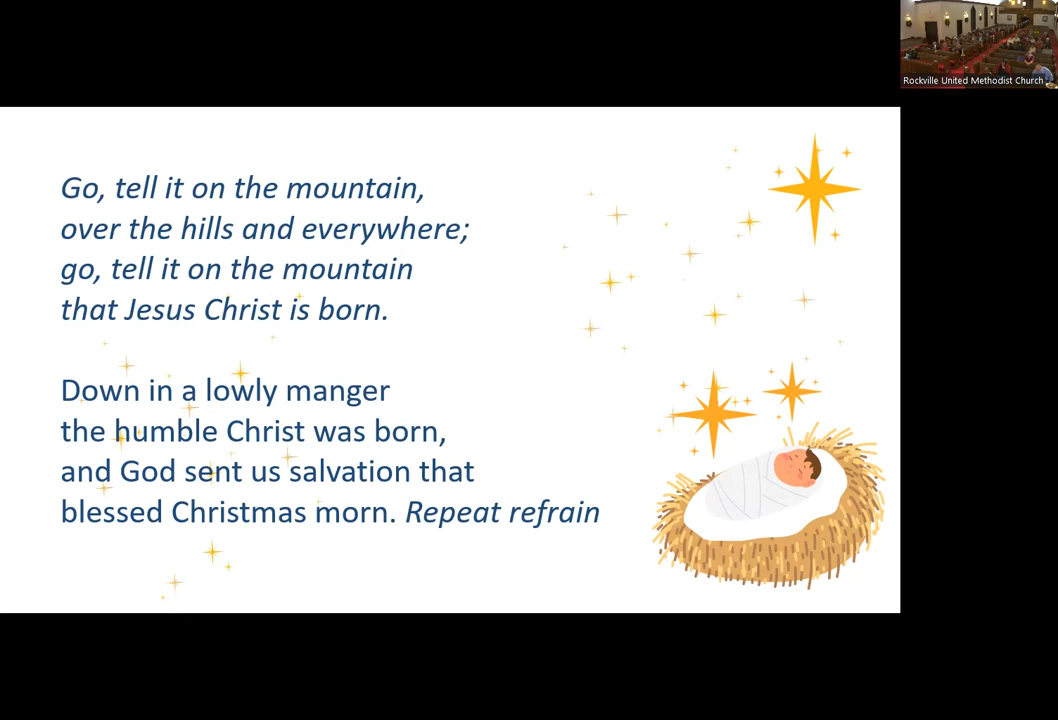 Rockville United Methodist Church
Go, tell it on the mountain,
over the hills and everywhere;
go, tell it on the mountain
that Jesus Christ is born.
Down in a lowly manger
the humble Christ was born,
and God sent us salvation that
blessed Christmas morn. Repeat refrain